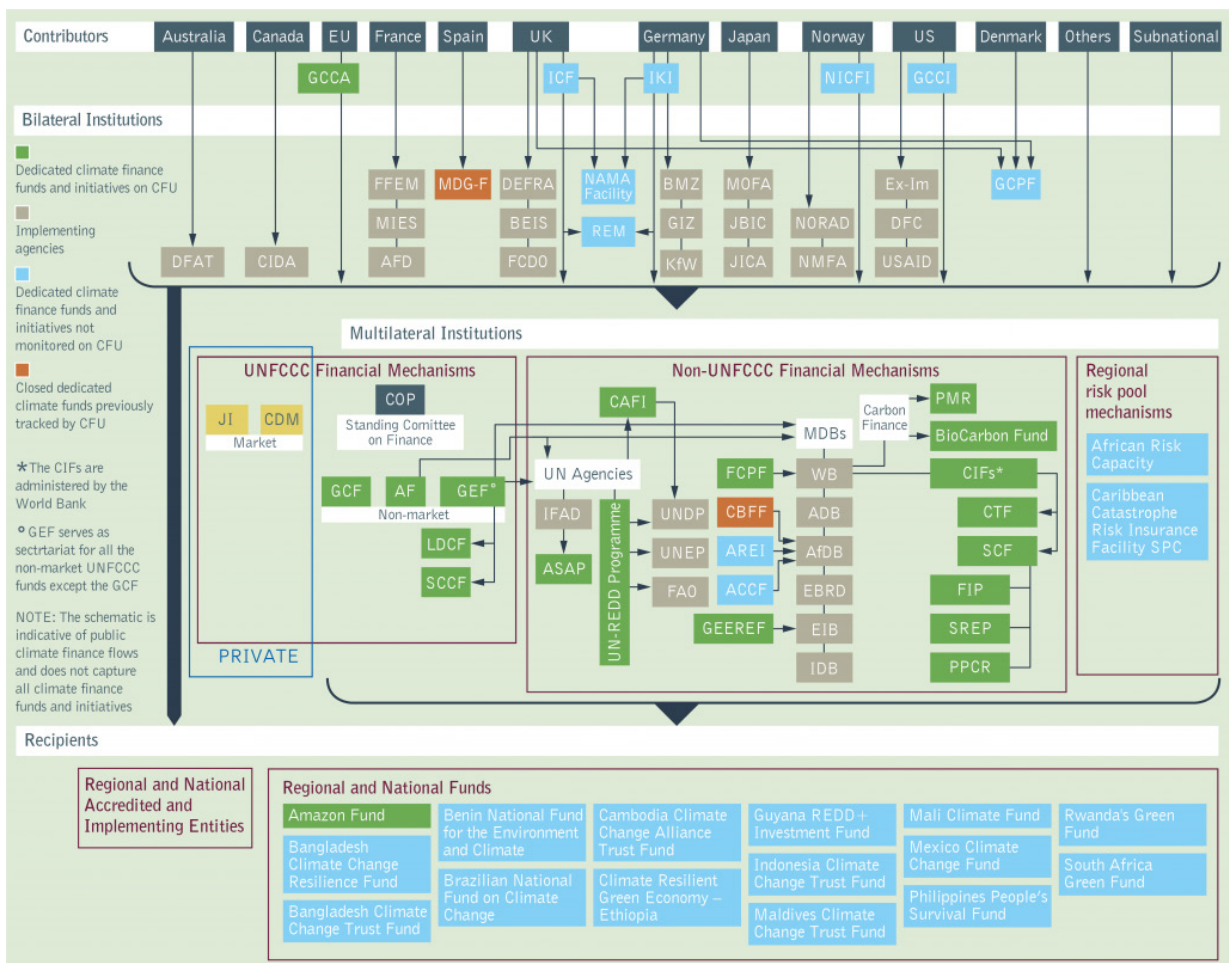 Contributors
Australia
Canada
EU
France
Spain
UK
Germany
Japan
Norway
US
Denmark
Others
Subnational
GCCA
ICF
IKI
NICFI
GCCI
Bilateral Institutions
Dedicated climate finance
funds and initiatives on CFU
Implementing
agencies
Dedicated climate
finance funds and
initiatives not
monitored on CFU
Closed dedicated
climate funds previously
tracked by CFU
*The CIFs are
administered by the
World Bank
° GEF serves as
sectrtariat for all the
non-market UNFCCC
funds except the GCF
NOTE: The schematic is
indicative of public
climate finance flows
and does not capture
all climate finance
funds and initiatives
DFAT
CIDA
FFEM
MIES
AFD
MDG-F
DEFRA
BEIS
FCDO
NAMA
Facility
REM
BMZ
GIZ
KfW
MOFA
JBIC
JICA
NORAD
NMFA
Ex-Im
DFC
USAID
GCPF
Multilateral Institutions
UNFCCC Financial Mechanisms
JI
CDM
Market
COP
Standing Comittee
on Finance
GCF
AF
GEF°
Non-market
LDCF
SCCF
PRIVATE
Non-UNFCCC Financial Mechanisms
CAFI
UN Agencies
IFAD
ASAP
UN-REDD Programme
UNDP
UNEP
FAO
FCPF
CBFF
AREI
ACCF
GEEREF
MDBs
WB
ADB
AfDB
EBRD
EIB
IDB
Carbon
Finance
PMR
BioCarbon Fund
CIFs*
CTF
SCF
FIP
SREP
PPCR
Regional
risk pool
mechanisms
African Risk
Capacity
Caribbean
Catastrophe
Risk Insurance
Facility SPC
Recipients
Regional and National
Accredited and
Implementing Entities
Regional and National Funds
Amazon Fund
Bangladesh
Climate Change
Resilience Fund
Bangladesh Climate
Change Trust Fund
Benin National Fund
for the Environment
and Climate
Brazilian National
Fund on Climate
Change
Cambodia Climate
Change Alliance
Trust Fund
Climate Resilient
Green Economy –
Ethiopia
Guyana REDD+
Investment Fund
Indonesia Climate
Change Trust Fund
Maldives Climate
Change Trust Fund
Mali Climate Fund
Mexico Climate
Change Fund
Philippines People's
Survival Fund
Rwanda's Green
Fund
South Africa
Green Fund